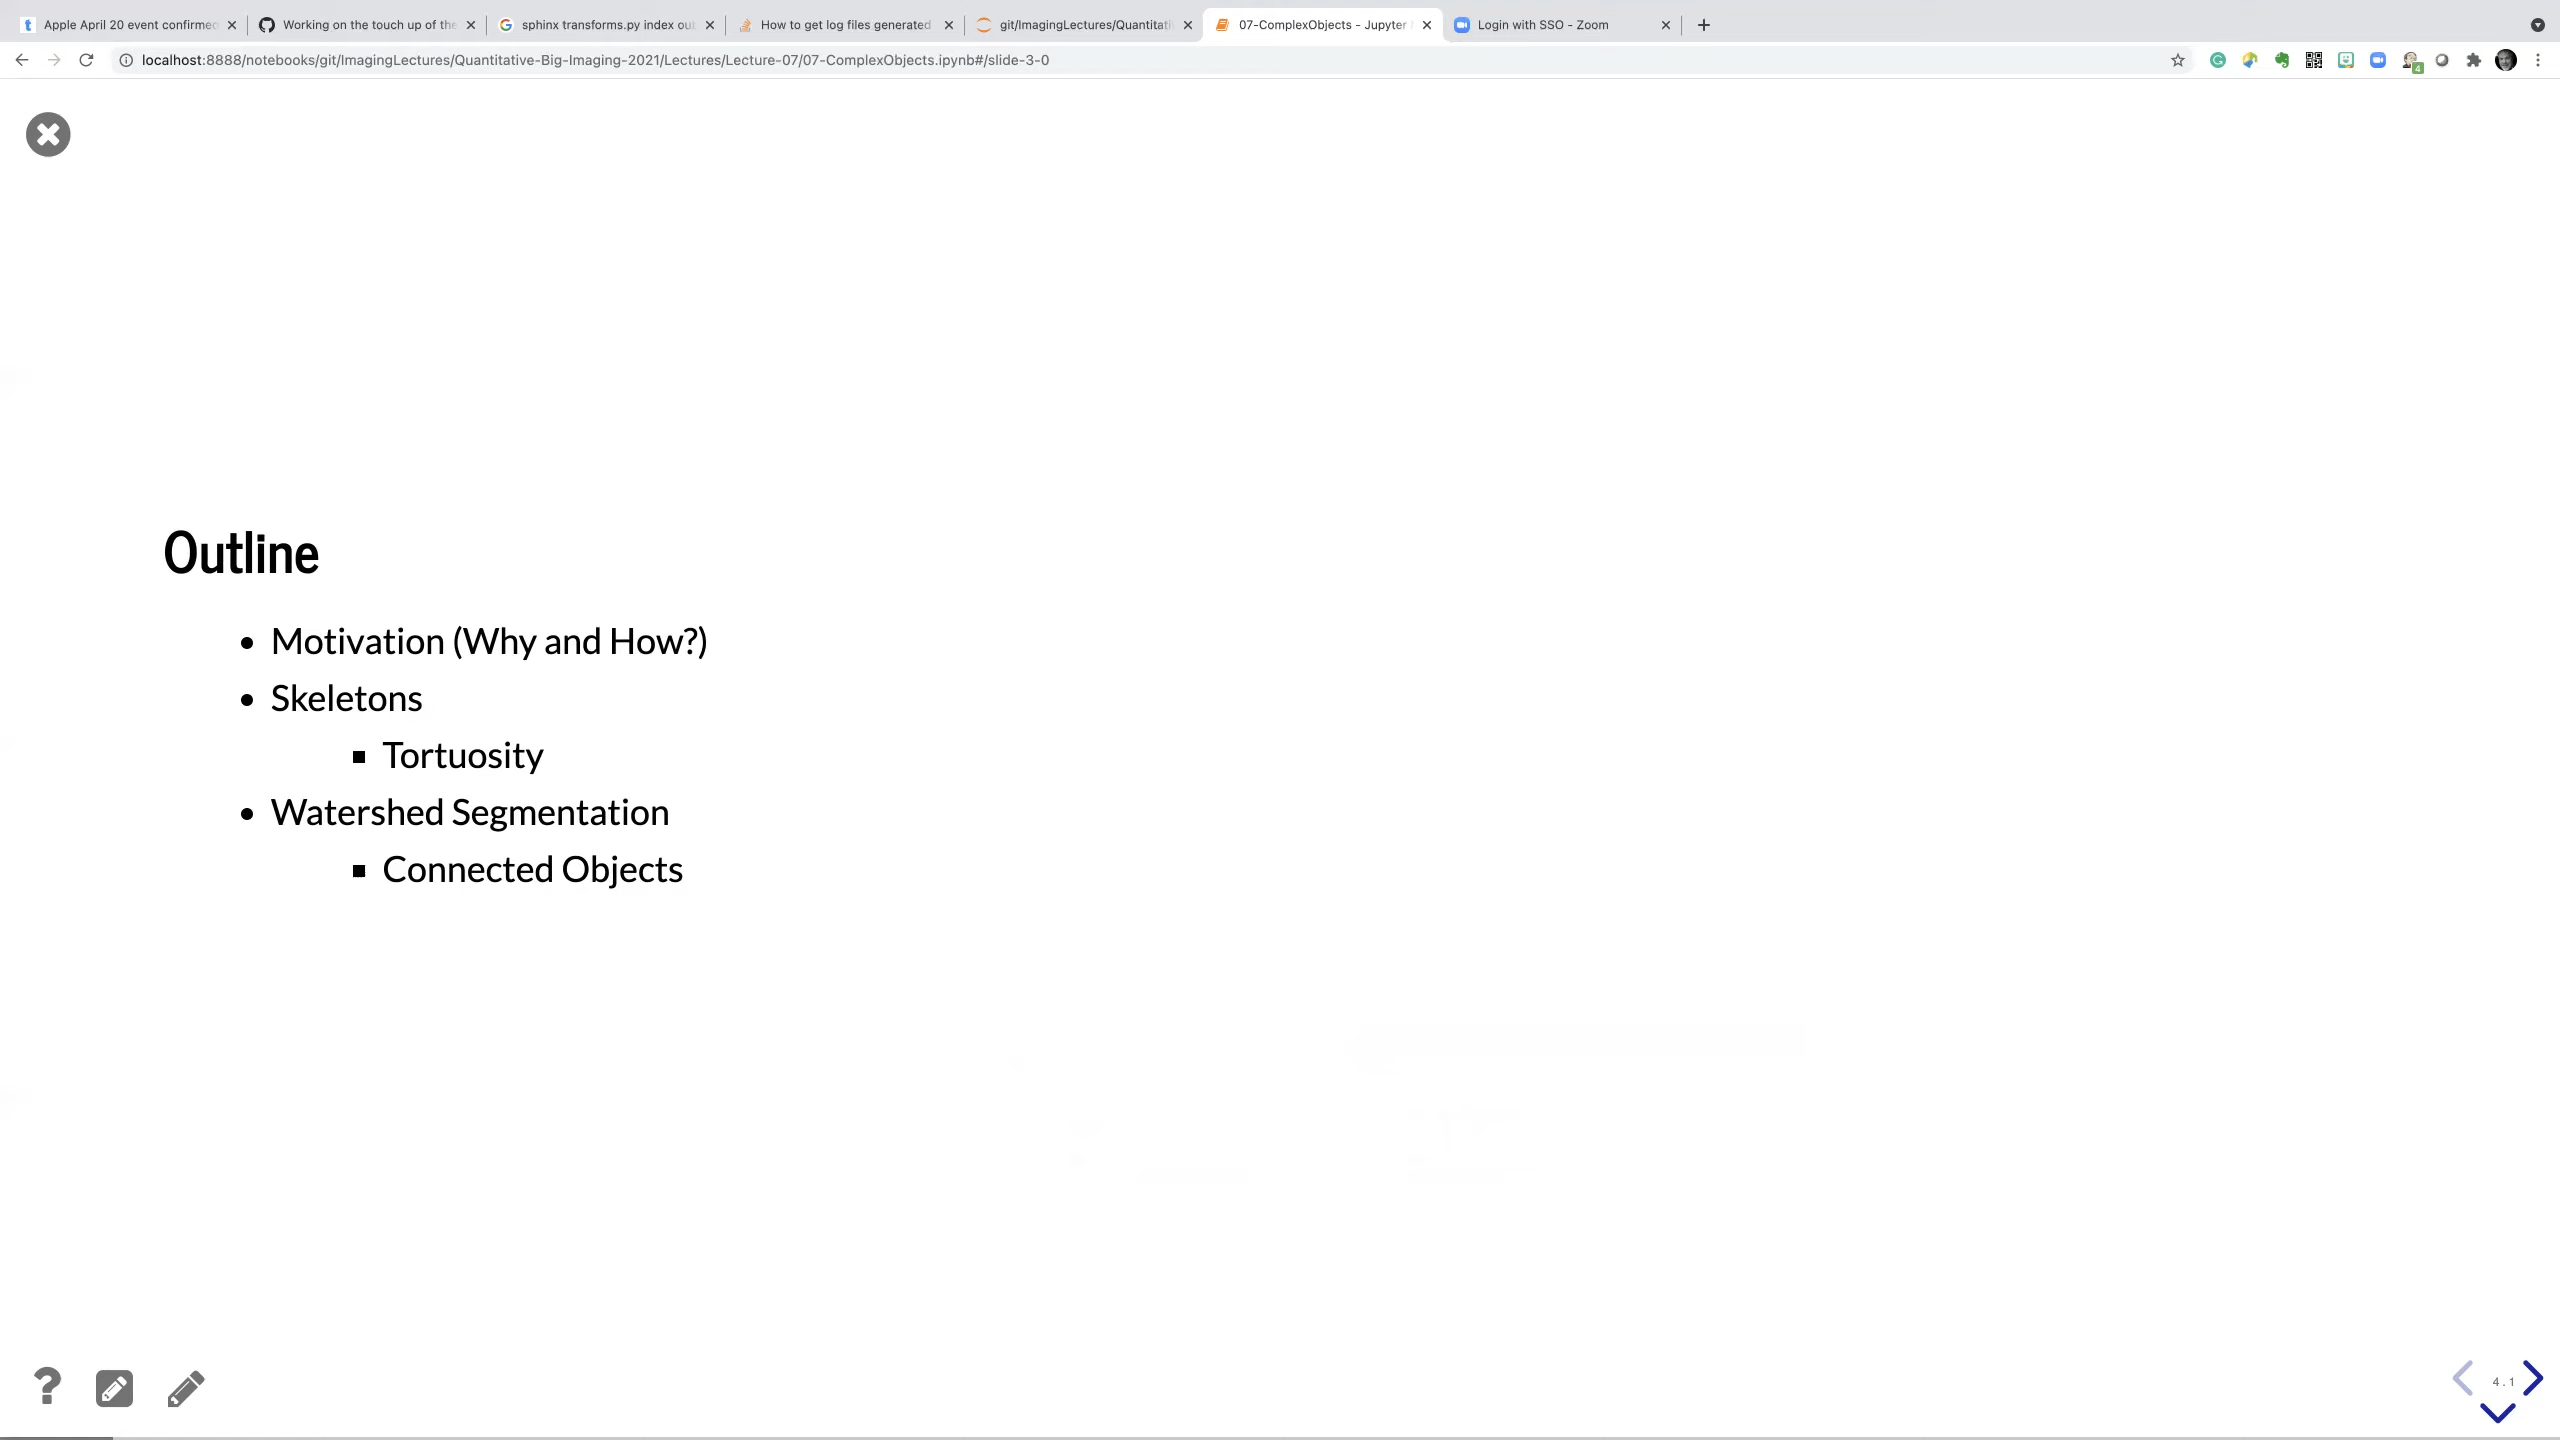 Apple April 20 event confirmed
Working on the touch up of the
sphinx transforms.py index out
How to get log files generated
git/ImagingLectures/Quantitati
07-ComplexObjects - Jupyter
Login with SSO - Zoom
localhost:8888/notebooks/git/ImagingLectures/Quantitative-Big-Imaging-2021/Lectures/Lecture-07/07-ComplexObjects.ipynb#/slide-3-0
4
Outline
Motivation (Why and How?)
Skeletons
Tortuosity
Watershed Segmentation
Connected Objects
4.1